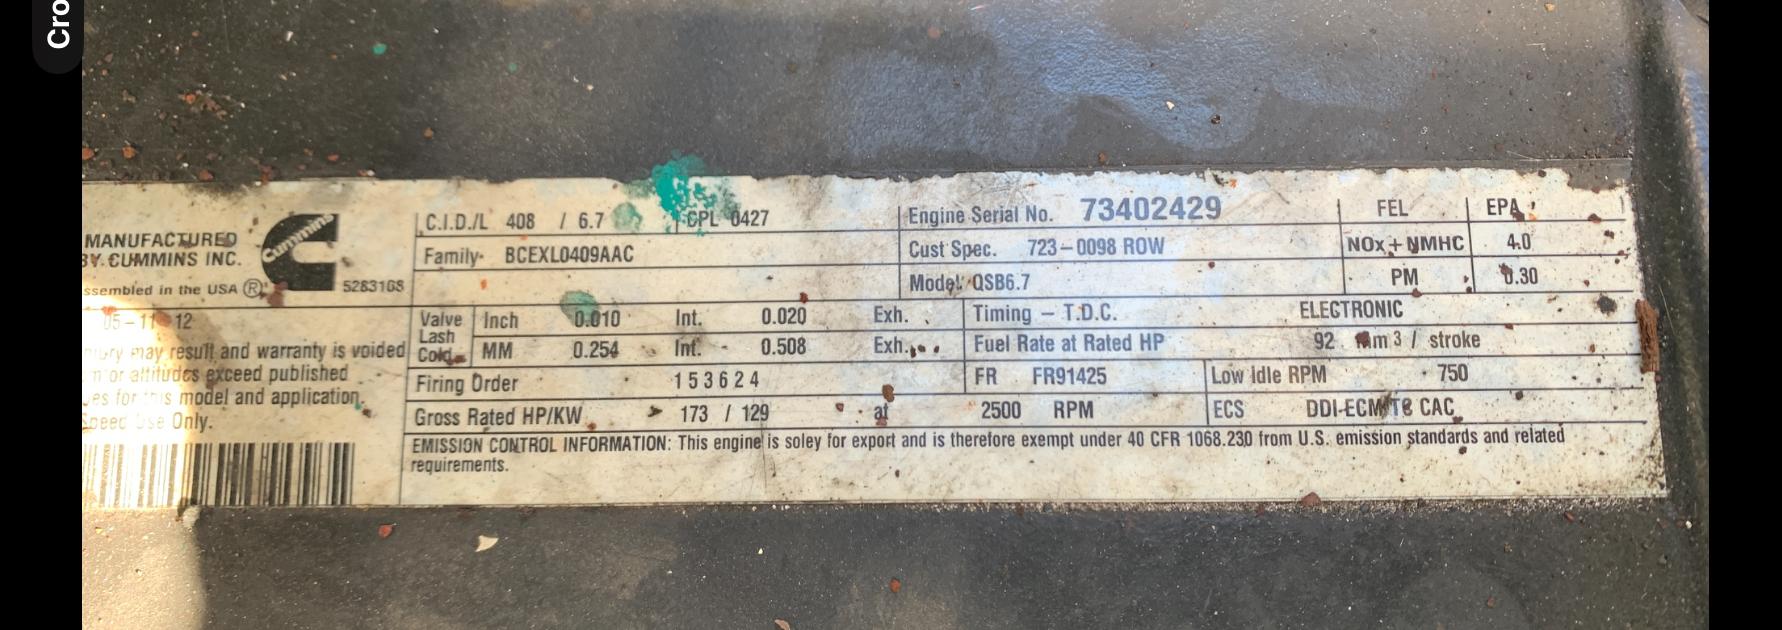 Cro
MANUFACTURED
BY CUMMINS INC.
ssembled in the USA ®
Cummins
5283108
05-11-12
may result and warranty is voided
or altitudes exceed published
es for this model and application.
Speed Use Only.
C.I.D./L 408 / 6.7 CPL 0427
Family BCEXL0409AAC
Engine Serial No. 73402429
Cust Spec. 723-0098 ROW
Model: QSB6.7
FEL EPA
NOx+NMHC 4.0
PM 0.30
Valve Lash Cold
Inch 0.010 Int. 0.020 Exh.
MM 0.254 Int. 0.508 Exh.
Timing - T.D.C. ELECTRONIC
Fuel Rate at Rated HP 92 mm3 / stroke
Firing Order 153624
FR FR91425 Low Idle RPM 750
Gross Rated HP/KW 173 / 129 at 2500 RPM
ECS DDI-ECM TC CAC
EMISSION CONTROL INFORMATION: This engine is soley for export and is therefore exempt under 40 CFR 1068.230 from U.S. emission standards and related
requirements.